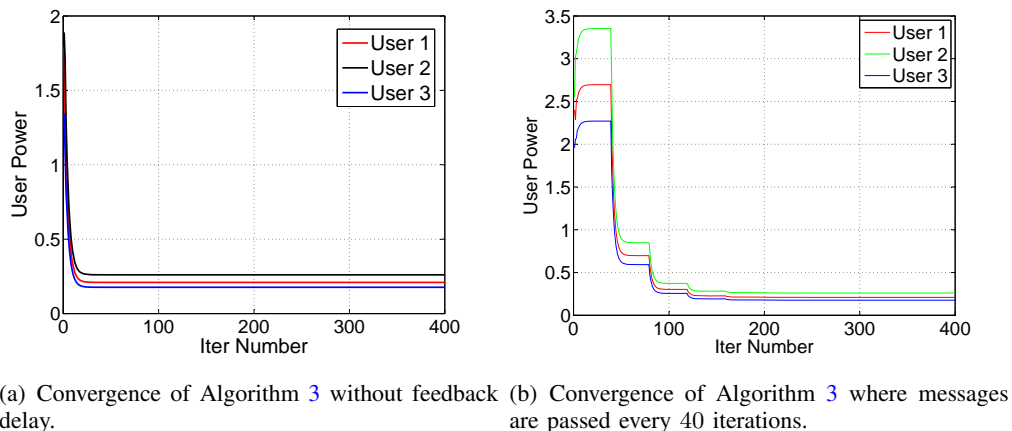 2
1.5
1
0.5
0
0 100 200 300 400
User Power
Iter Number
User 1
User 2
User 3
3.5
3
2.5
2
1.5
1
0.5
0
0 100 200 300 400
User Power
Iter Number
User 1
User 2
User 3
(a) Convergence of Algorithm 3 without feedback
delay.
(b) Convergence of Algorithm 3 where messages
are passed every 40 iterations.